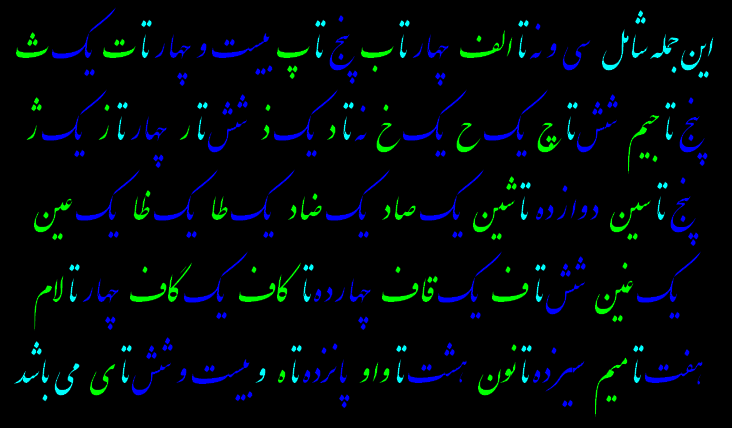 این جمله شامل سی و نه تا الف چهار تا ب پنج تا پ بیست و چهار تا ت یک ث
پنج تا جیم شش تا چ یک ح یک خ نه تا د یک ذ شش تا ر چهار تا ز یک ژ
پنج تا سین دوازده تا شین یک صاد یک ضاد یک طا یک ظا یک عین
یک غین شش تا ف یک قاف چهارده تا کاف یک گاف چهار تا لام
هفت تا میم سیزده تا نون هشت تا واو پانزده تا ه و بیست و شش تا ی می باشد